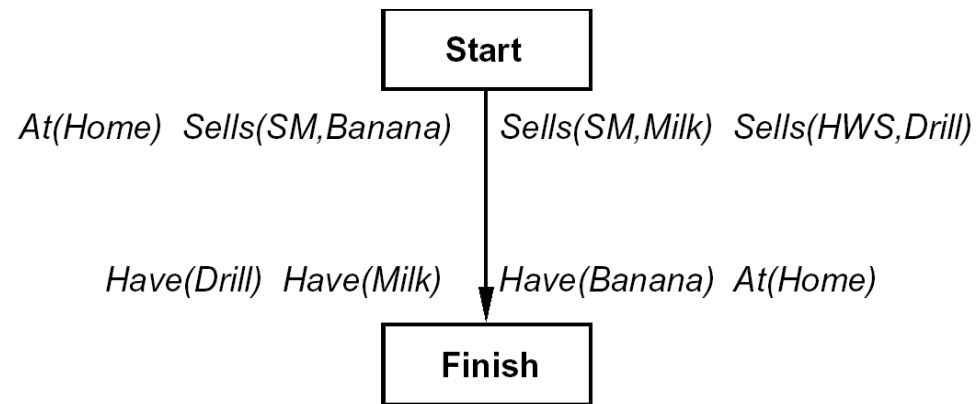 Start
At(Home) Sells(SM,Banana) Sells(SM,Milk) Sells(HWS,Drill)
Have(Drill) Have(Milk) Have(Banana) At(Home)
Finish